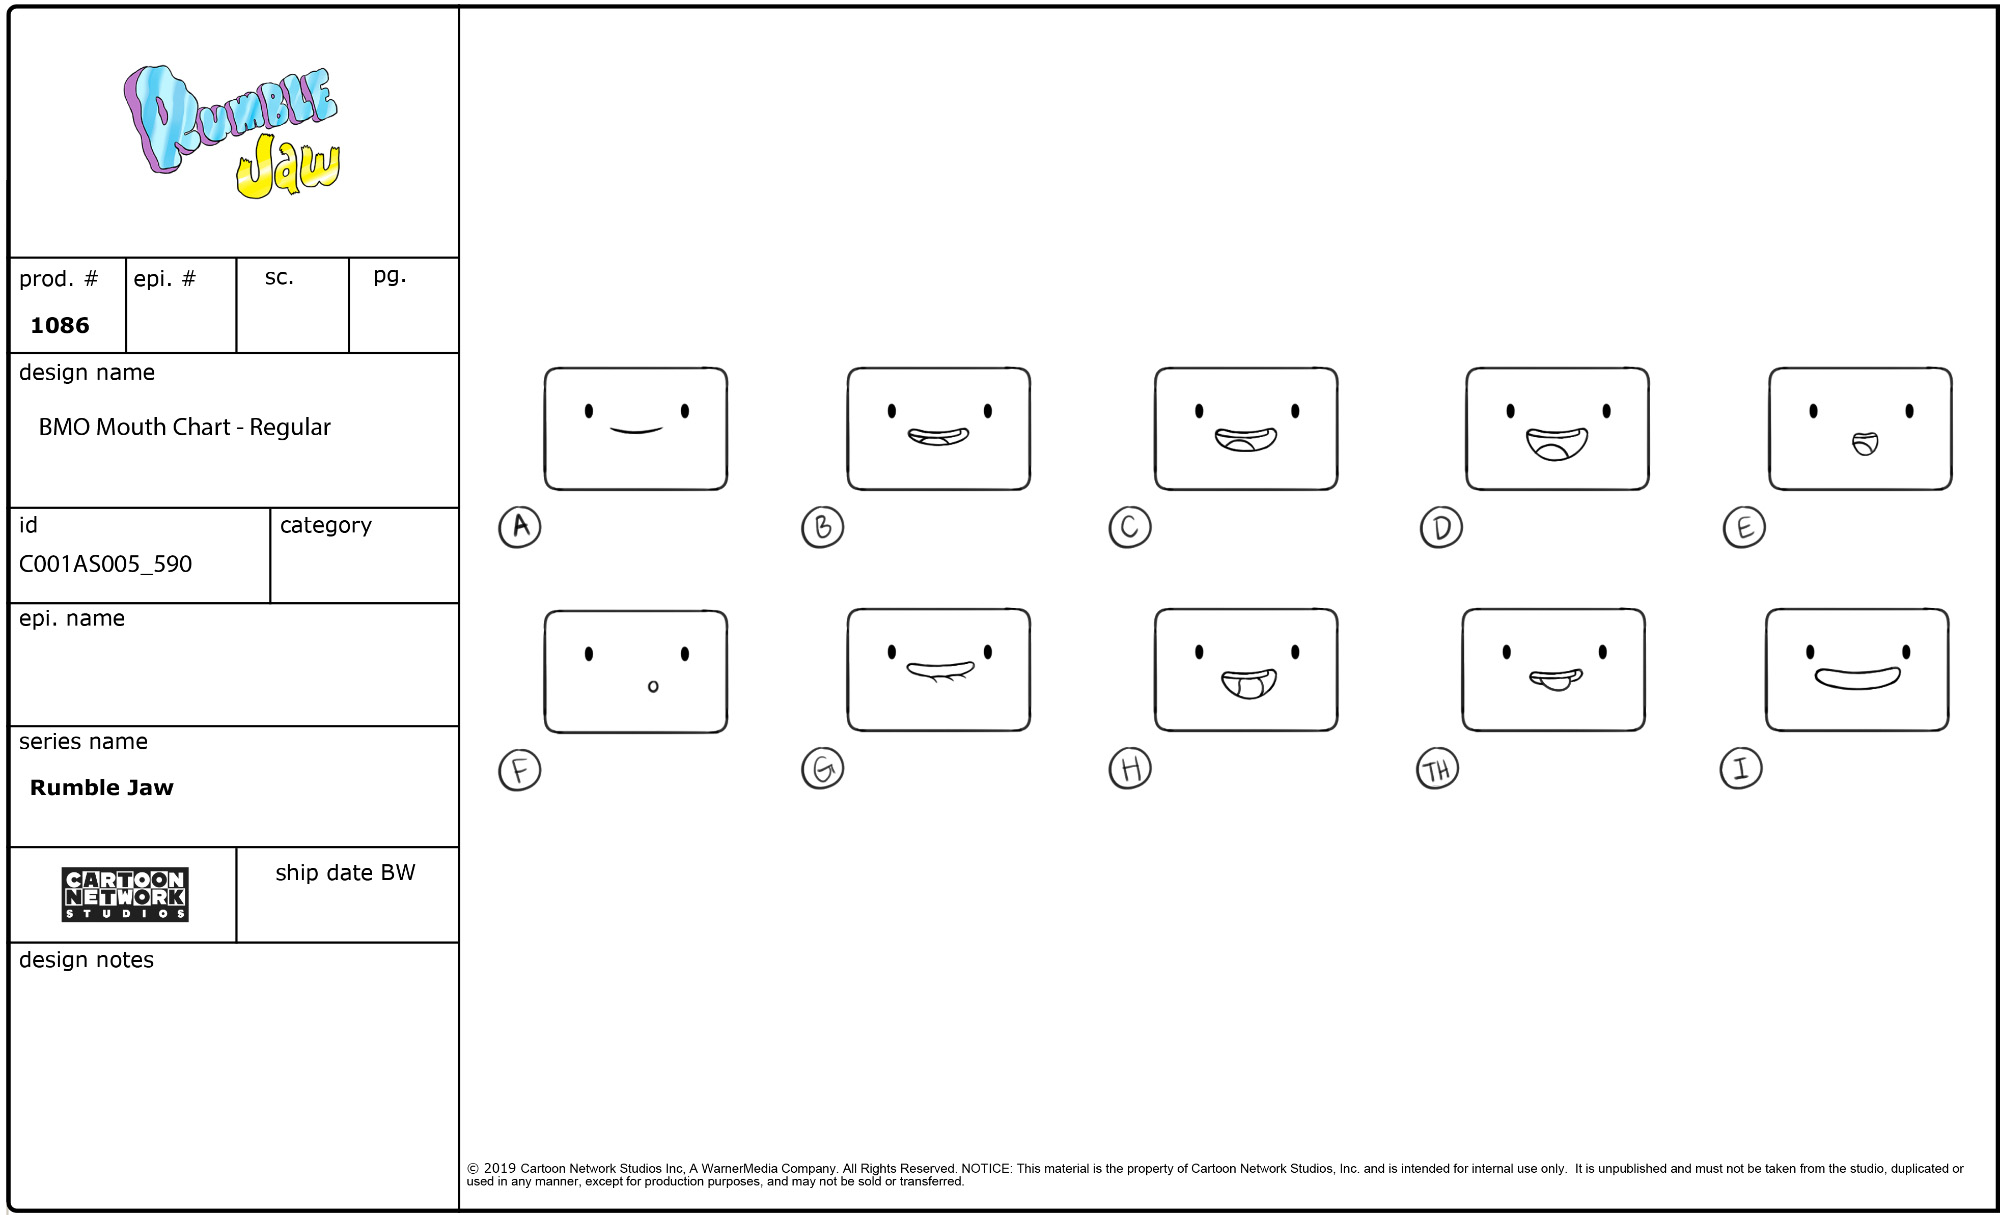 RUMBLE
JAW
prod. #
1086
epi. #
sc.
pg.
design name
BMO Mouth Chart - Regular
id
C001AS005_590
category
epi. name
series name
Rumble Jaw
CARTOON
NETWORK
STUDIOS
ship date BW
design notes
A
B
C
D
E
F
G
H
TH
I
© 2019 Cartoon Network Studios Inc, A WarnerMedia Company. All Rights Reserved. NOTICE: This material is the property of Cartoon Network Studios, Inc. and is intended for internal use only. It is unpublished and must not be taken from the studio, duplicated or
used in any manner, except for production purposes, and may not be sold or transferred.